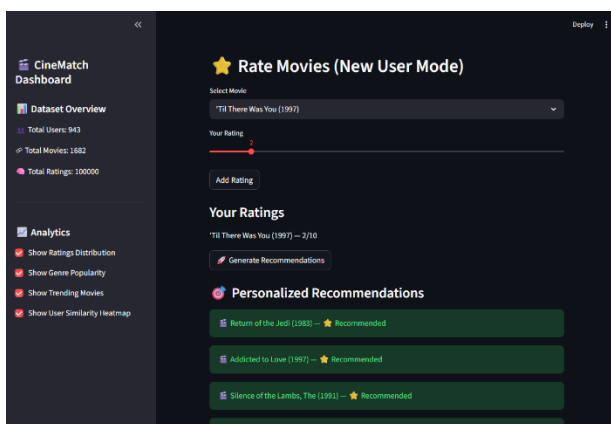 Deploy
CineMatch
Dashboard
Dataset Overview
Total Users: 943
Total Movies: 1682
Total Ratings: 100000
Analytics
Show Ratings Distribution
Show Genre Popularity
Show Trending Movies
Show User Similarity Heatmap
Rate Movies (New User Mode)
Select Movie
'Til There Was You (1997)
Your Rating
2
Add Rating
Your Ratings
'Til There Was You (1997) — 2/10
Generate Recommendations
Personalized Recommendations
Return of the Jedi (1983) — Recommended
Addicted to Love (1997) — Recommended
Silence of the Lambs, The (1991) — Recommended